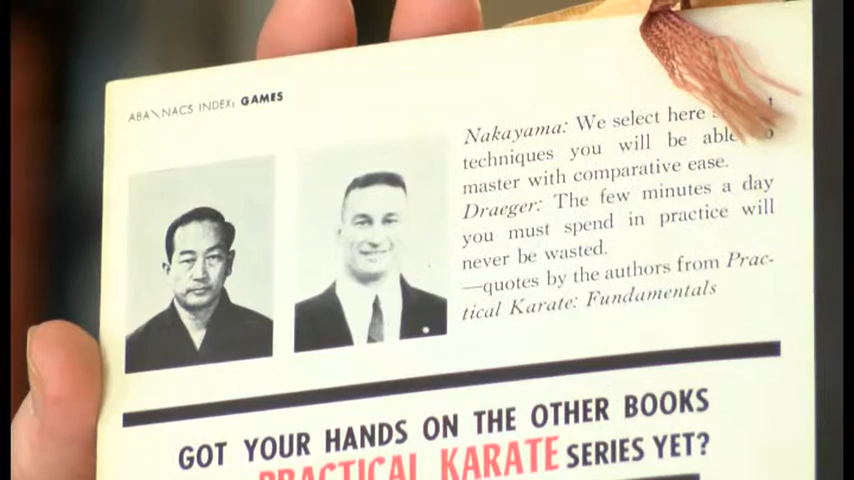 ABA\NACS INDEX: GAMES
Nakayama: We select here
techniques you will be able
master with comparative ease.
Draeger: The few minutes a day
you must spend in practice will
never be wasted.
—quotes by the authors from Prac-
tical Karate: Fundamentals
GOT YOUR HANDS ON THE OTHER BOOKS
PRACTICAL KARATE SERIES YET?